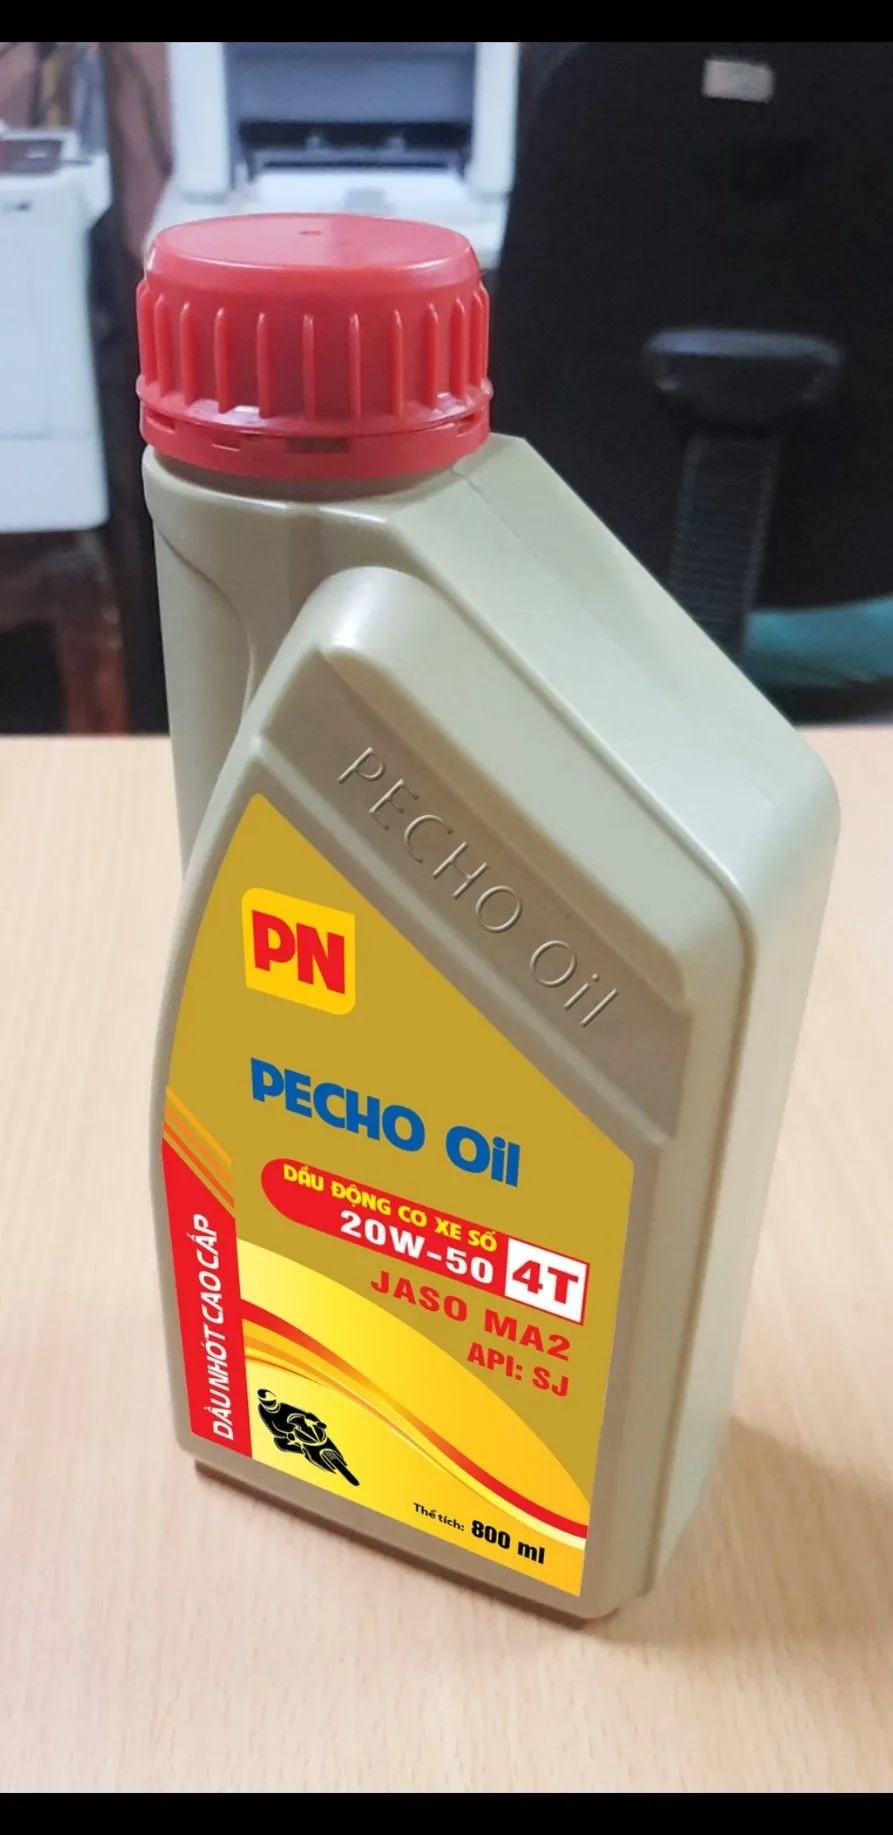 PECHO Oil
PN
PECHO Oil
DẦU ĐỘNG CƠ XE SỐ
20W-50 4T
JASO MA2
API: SJ
DẦU NHỚT CAO CẤP
Thể tích: 800 ml